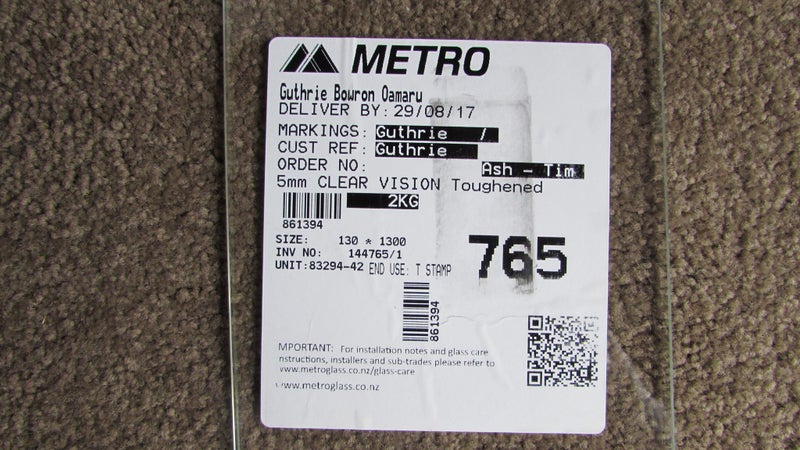 METRO
Guthrie Bowron Oamaru
DELIVER BY: 29/08/17
MARKINGS: Guthrie /
CUST REF: Guthrie
ORDER NO: Ash - Tim
5mm CLEAR VISION Toughened
2KG
861394
SIZE: 130 * 1300
INV NO: 144765/1
UNIT:83294-42 END USE: T STAMP
765
861394
MPORTANT: For installation notes and glass care
nstructions, installers and sub-trades please refer to
www.metroglass.co.nz/glass-care
www.metroglass.co.nz